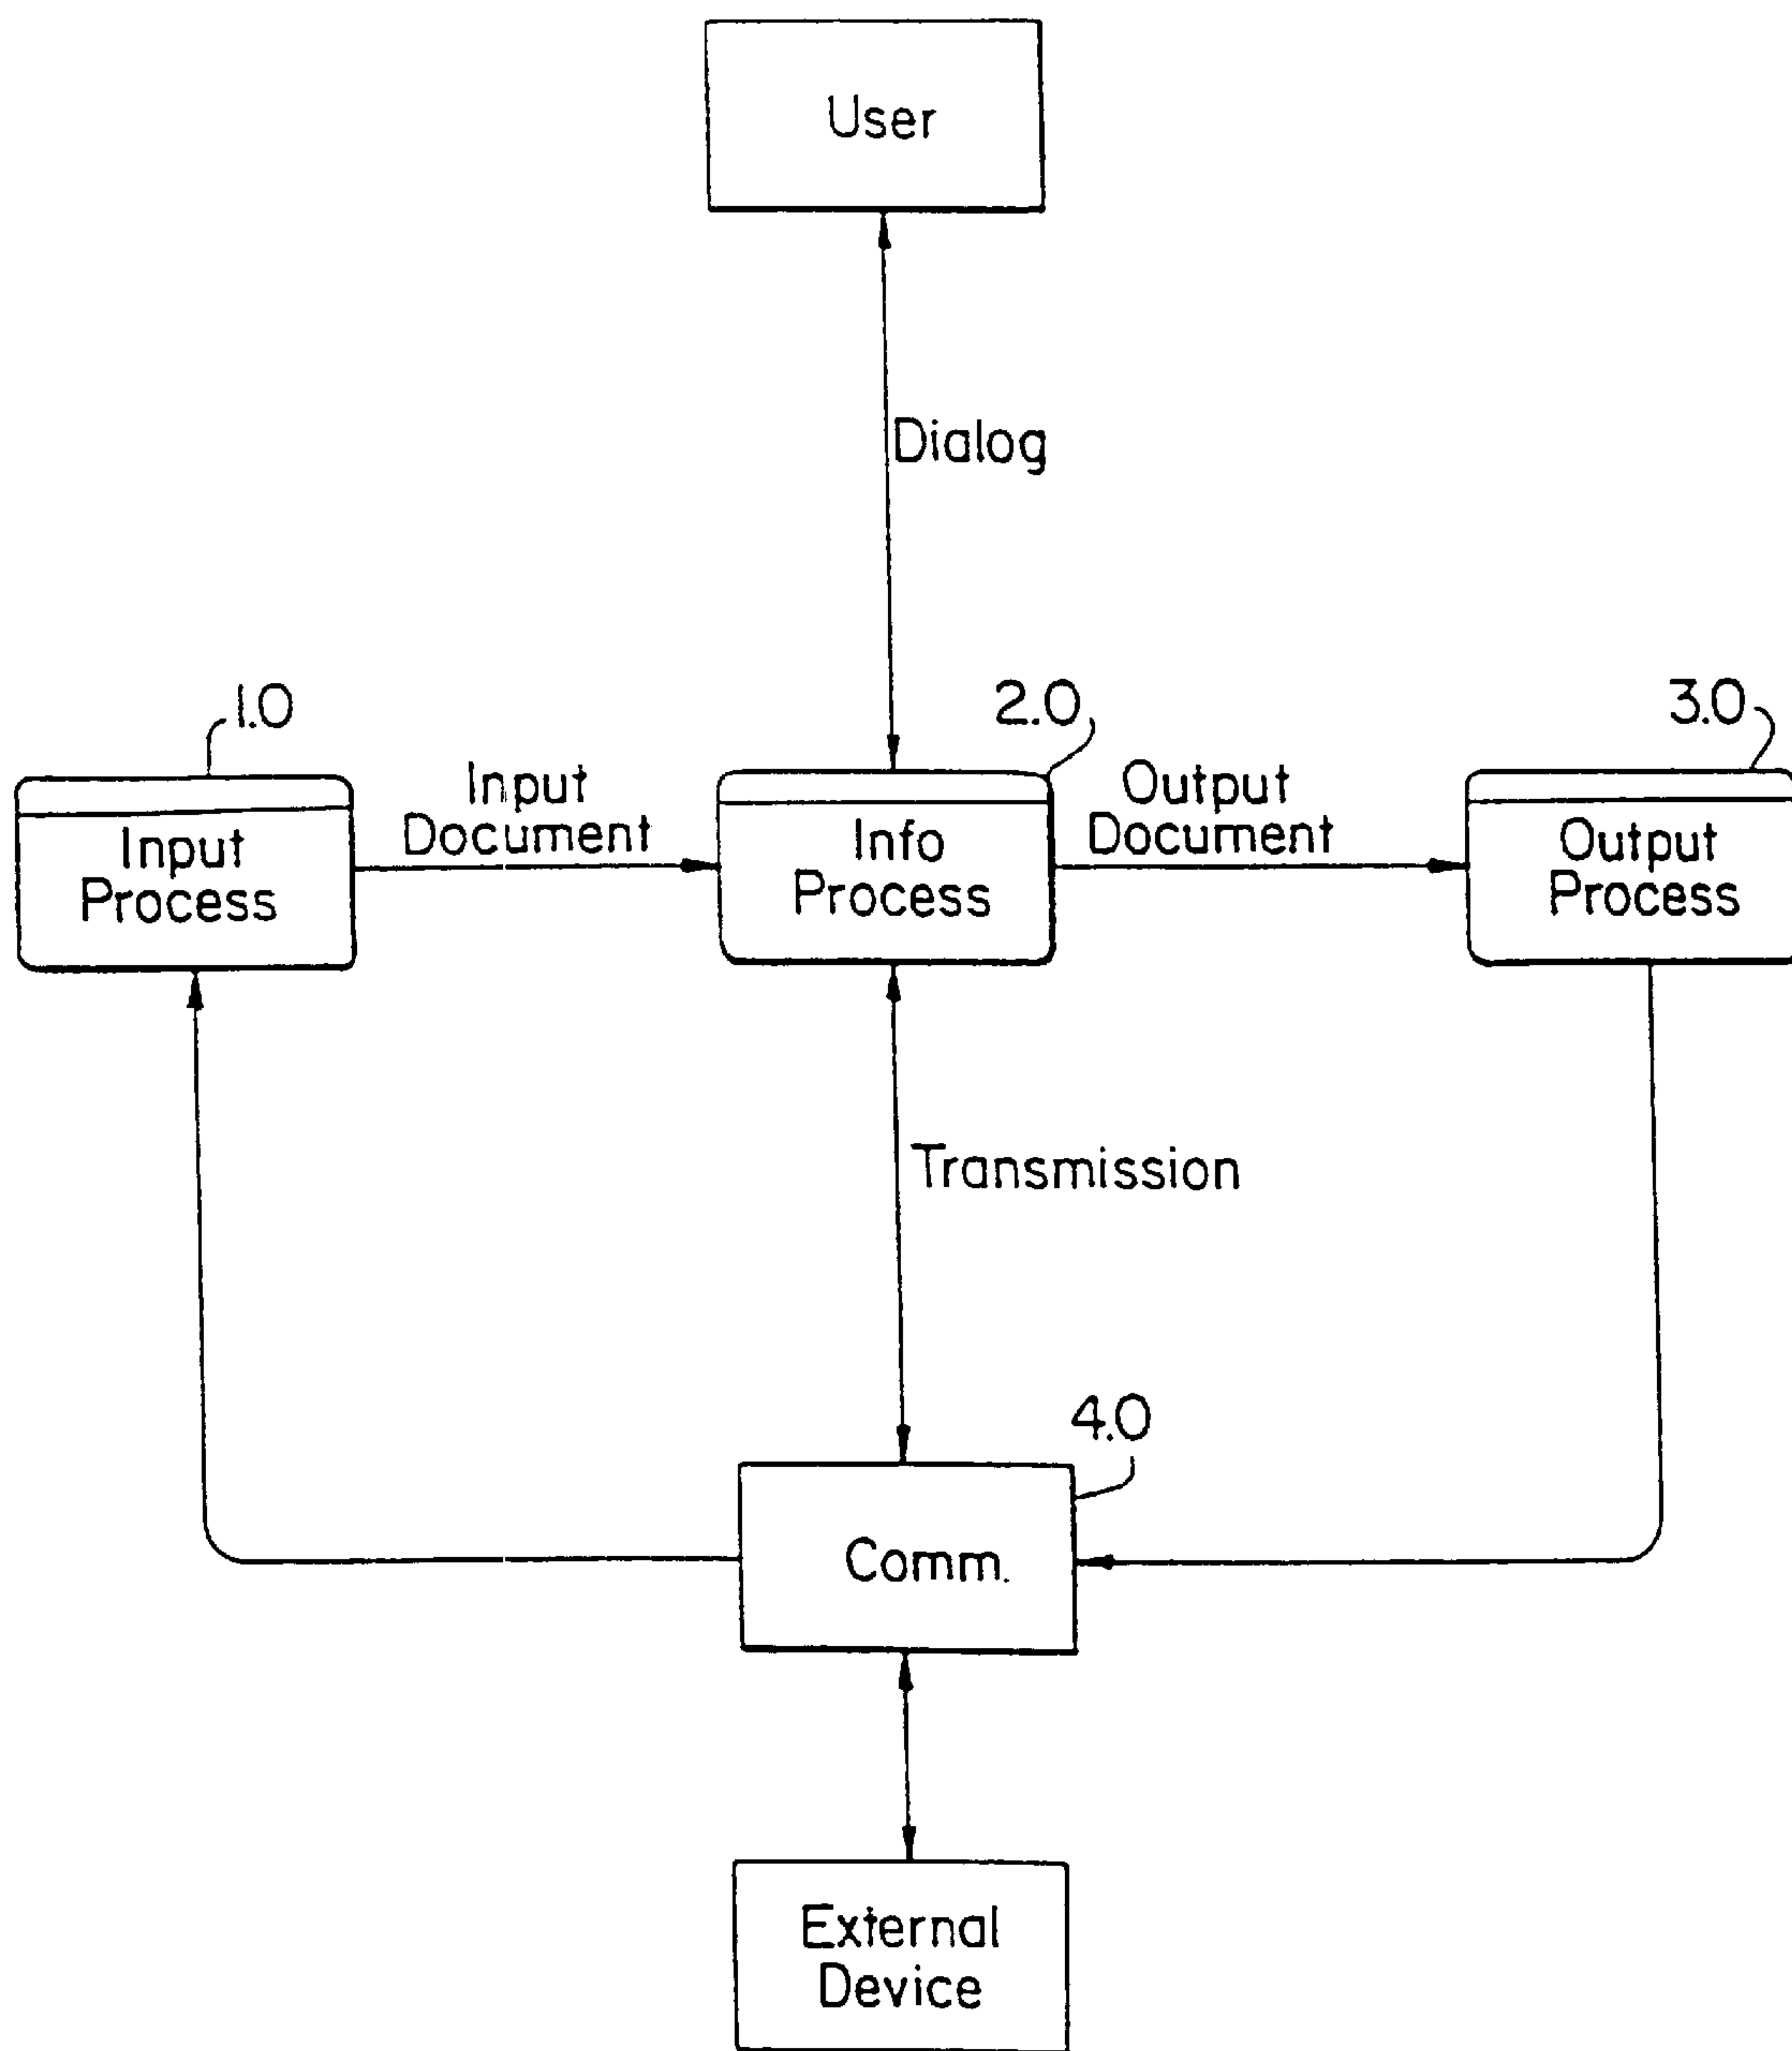 User
Dialog
1.0
2.0
3.0
Input
Process
Input
Document
Info
Process
Output
Document
Output
Process
Transmission
4.0
Comm.
External
Device